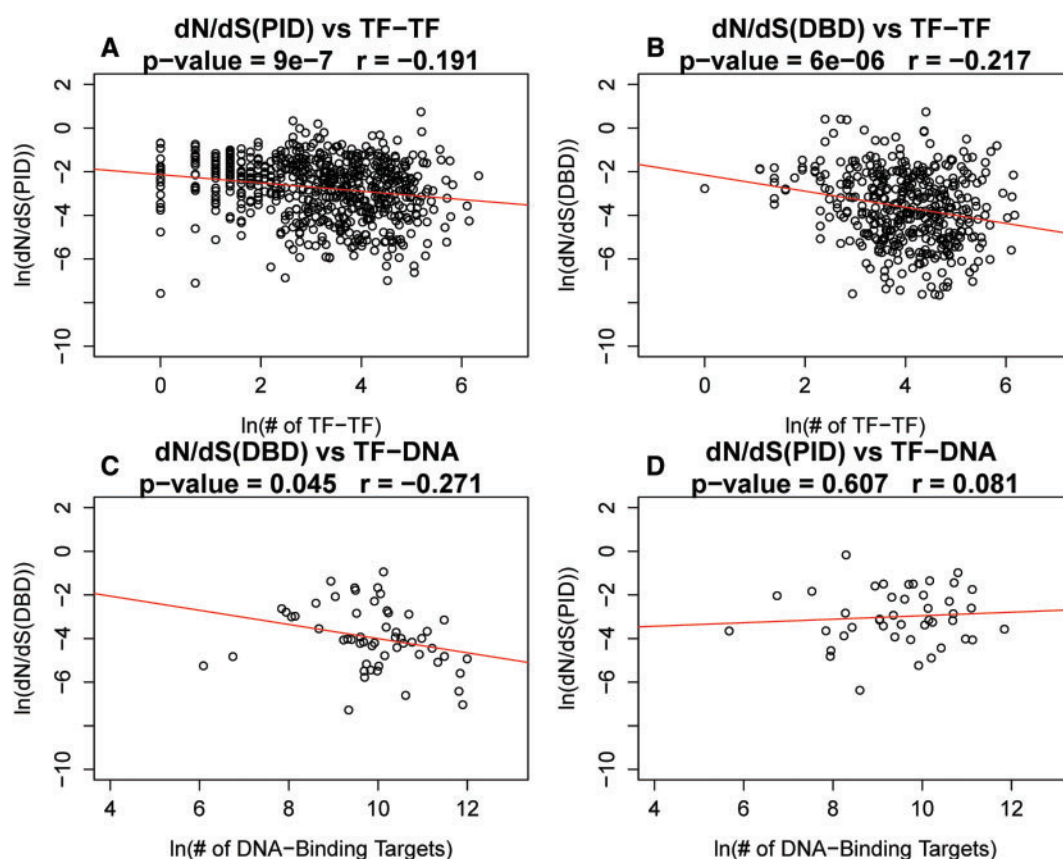 A
dN/dS(PID) vs TF−TF
p−value = 9e−7 r = −0.191
ln(dN/dS(PID))
2
0
−2
−4
−6
−10
0 2 4 6
ln(# of TF−TF)
B
dN/dS(DBD) vs TF−TF
p−value = 6e−06 r = −0.217
ln(dN/dS(DBD))
2
0
−2
−4
−6
−10
0 2 4 6
ln(# of TF−TF)
C
dN/dS(DBD) vs TF−DNA
p−value = 0.045 r = −0.271
ln(dN/dS(DBD))
2
0
−2
−4
−6
−10
4 6 8 10 12
ln(# of DNA−Binding Targets)
D
dN/dS(PID) vs TF−DNA
p−value = 0.607 r = 0.081
ln(dN/dS(PID))
2
0
−2
−4
−6
−10
4 6 8 10 12
ln(# of DNA−Binding Targets)